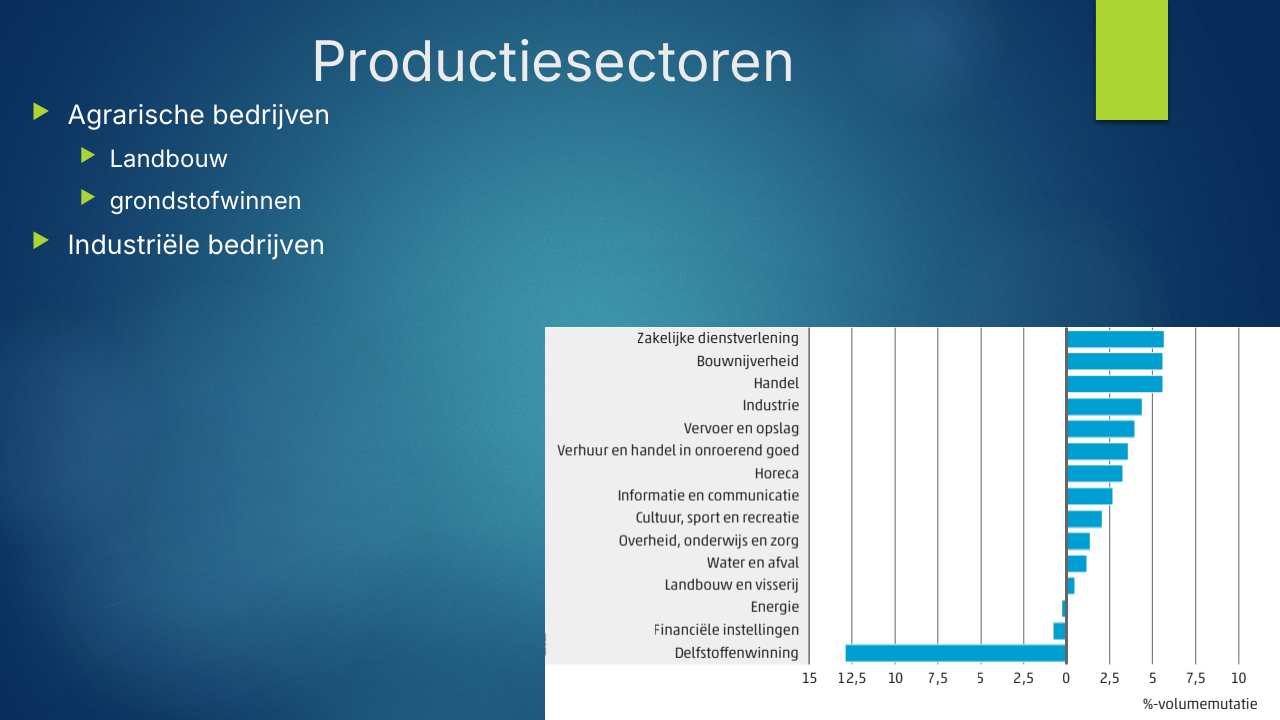 Productiesectoren
Agrarische bedrijven
Landbouw
grondstofwinnen
Industriële bedrijven
Zakelijke dienstverlening
Bouwnijverheid
Handel
Industrie
Vervoer en opslag
Verhuur en handel in onroerend goed
Horeca
Informatie en communicatie
Cultuur, sport en recreatie
Overheid, onderwijs en zorg
Water en afval
Landbouw en visserij
Energie
Financiële instellingen
Delfstoffenwinning
15 12,5 10 7,5 5 2,5 0 2,5 5 7,5 10
%-volumemutatie